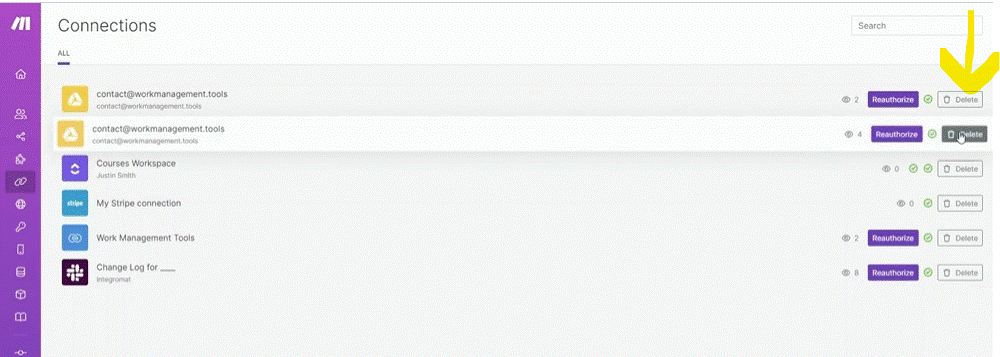 Connections
Search
ALL
contact@workmanagement.tools
contact@workmanagement.tools
2 Reauthorize Delete
contact@workmanagement.tools
contact@workmanagement.tools
4 Reauthorize Delete
Courses Workspace
Justin Smith
0 Delete
stripe My Stripe connection 0 Delete
Work Management Tools 2 Reauthorize Delete
Change Log for ____
Integromat
8 Reauthorize Delete